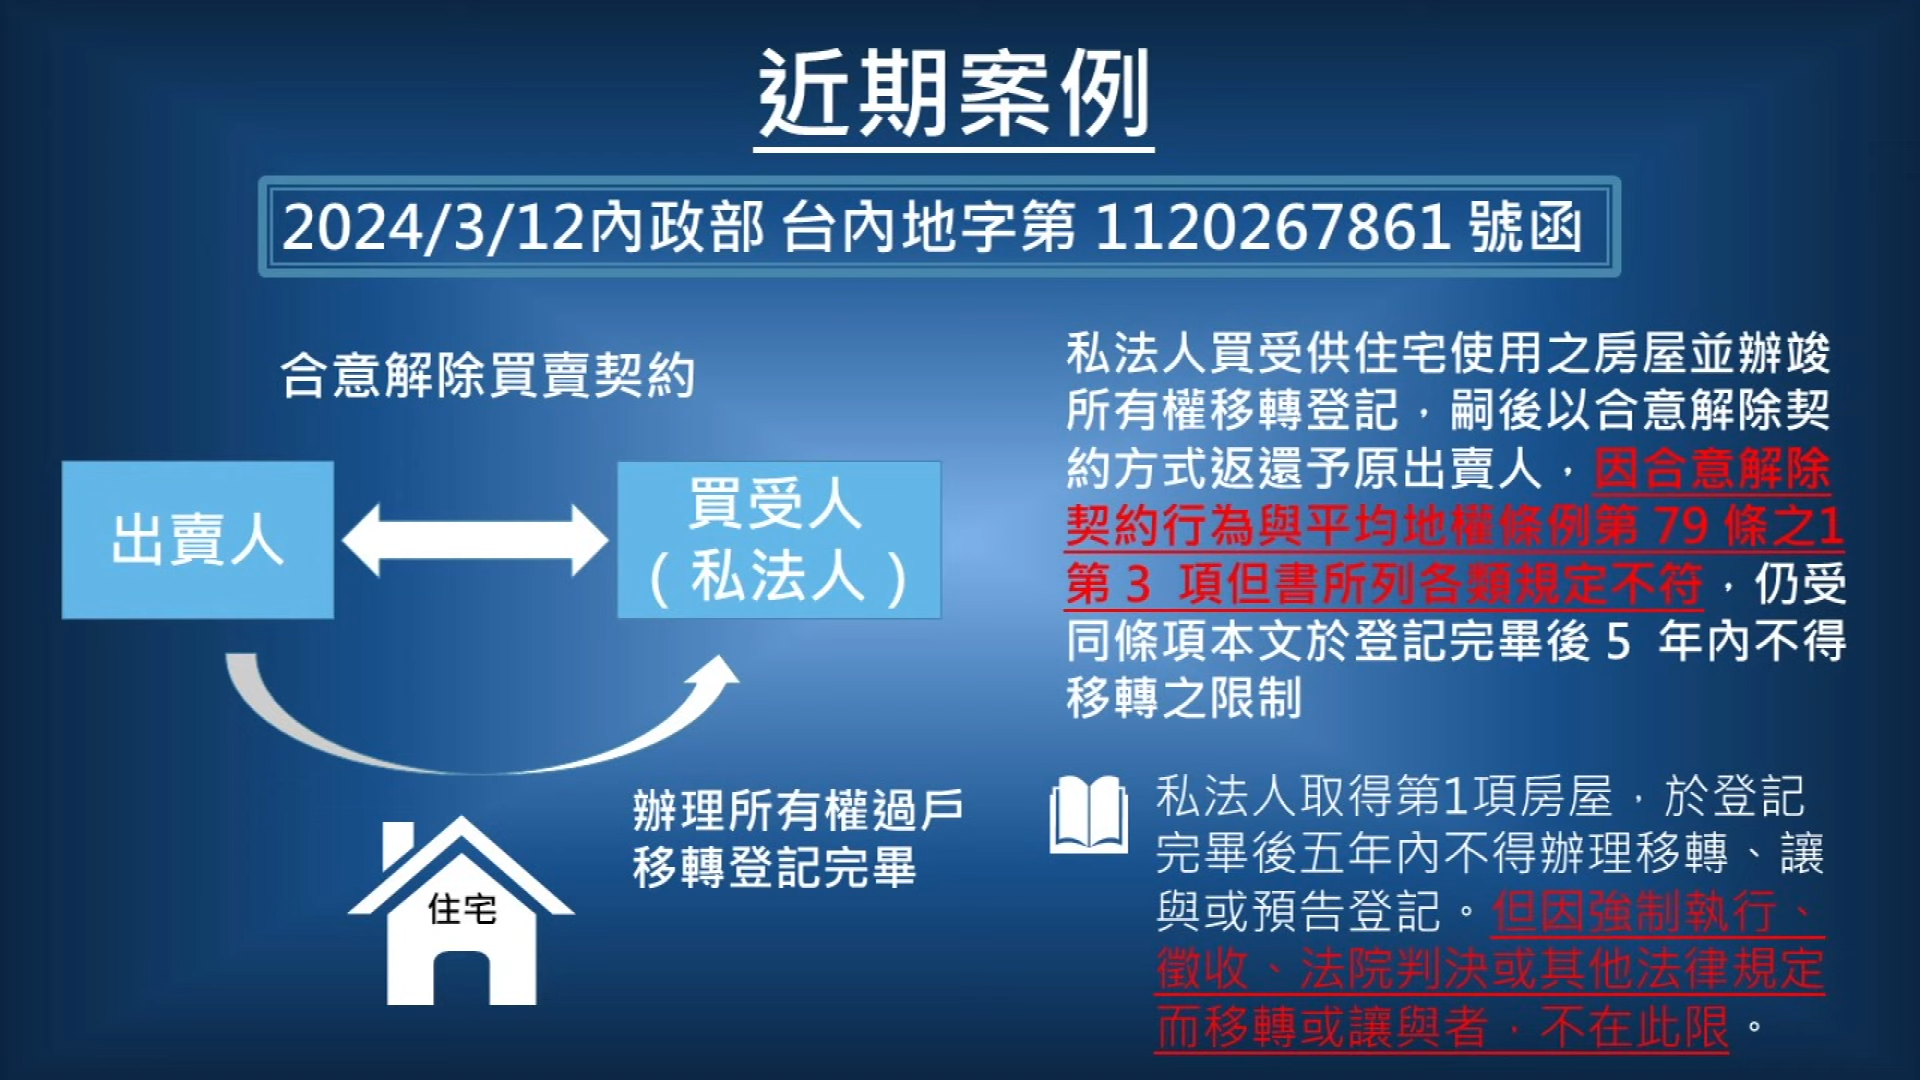 近期案例
2024/3/12內政部 台內地字第 1120267861 號函
合意解除買賣契約
出賣人
買受人
(私法人)
辦理所有權過戶
移轉登記完畢
住宅
私法人買受供住宅使用之房屋並辦竣
所有權移轉登記，嗣後以合意解除契
約方式返還予原出賣人，因合意解除
契約行為與平均地權條例第 79 條之1
第 3 項但書所列各類規定不符，仍受
同條項本文於登記完畢後 5 年內不得
移轉之限制
私法人取得第1項房屋，於登記
完畢後五年內不得辦理移轉、讓
與或預告登記。但因強制執行、
徵收、法院判決或其他法律規定
而移轉或讓與者，不在此限。